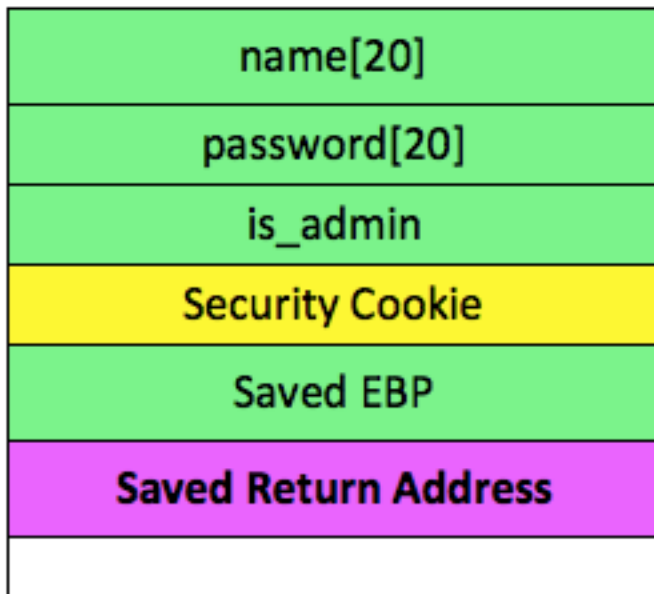 name[20]
password[20]
is_admin
Security Cookie
Saved EBP
Saved Return Address